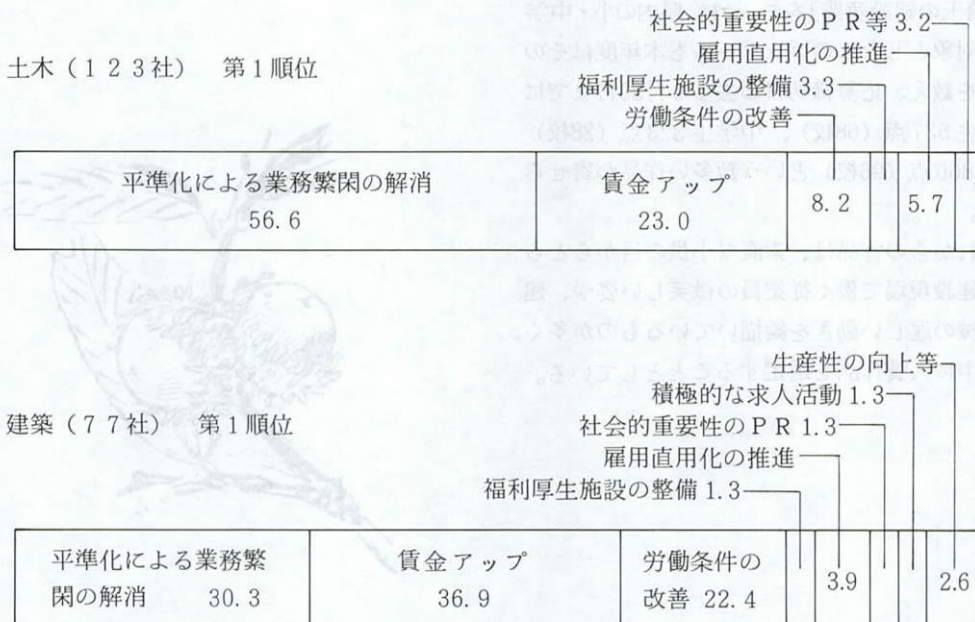 社会的重要性のＰＲ等 3.2
土木（１２３社）　第１順位
雇用直用化の推進
福利厚生施設の整備 3.3
労働条件の改善
平準化による業務繁閑の解消
56.6
賃金アップ
23.0
8.2
5.7
生産性の向上等
積極的な求人活動 1.3
建築（７７社）　第１順位
社会的重要性のＰＲ 1.3
雇用直用化の推進
福利厚生施設の整備 1.3
平準化による業務繁
閑の解消　30.3
賃金アップ
36.9
労働条件の
改善 22.4
3.9
2.6